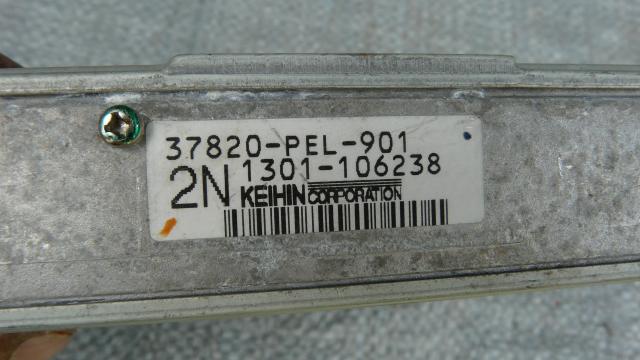 37820-PEL-901
2N 1301-106238
KEIHIN CORPORATION